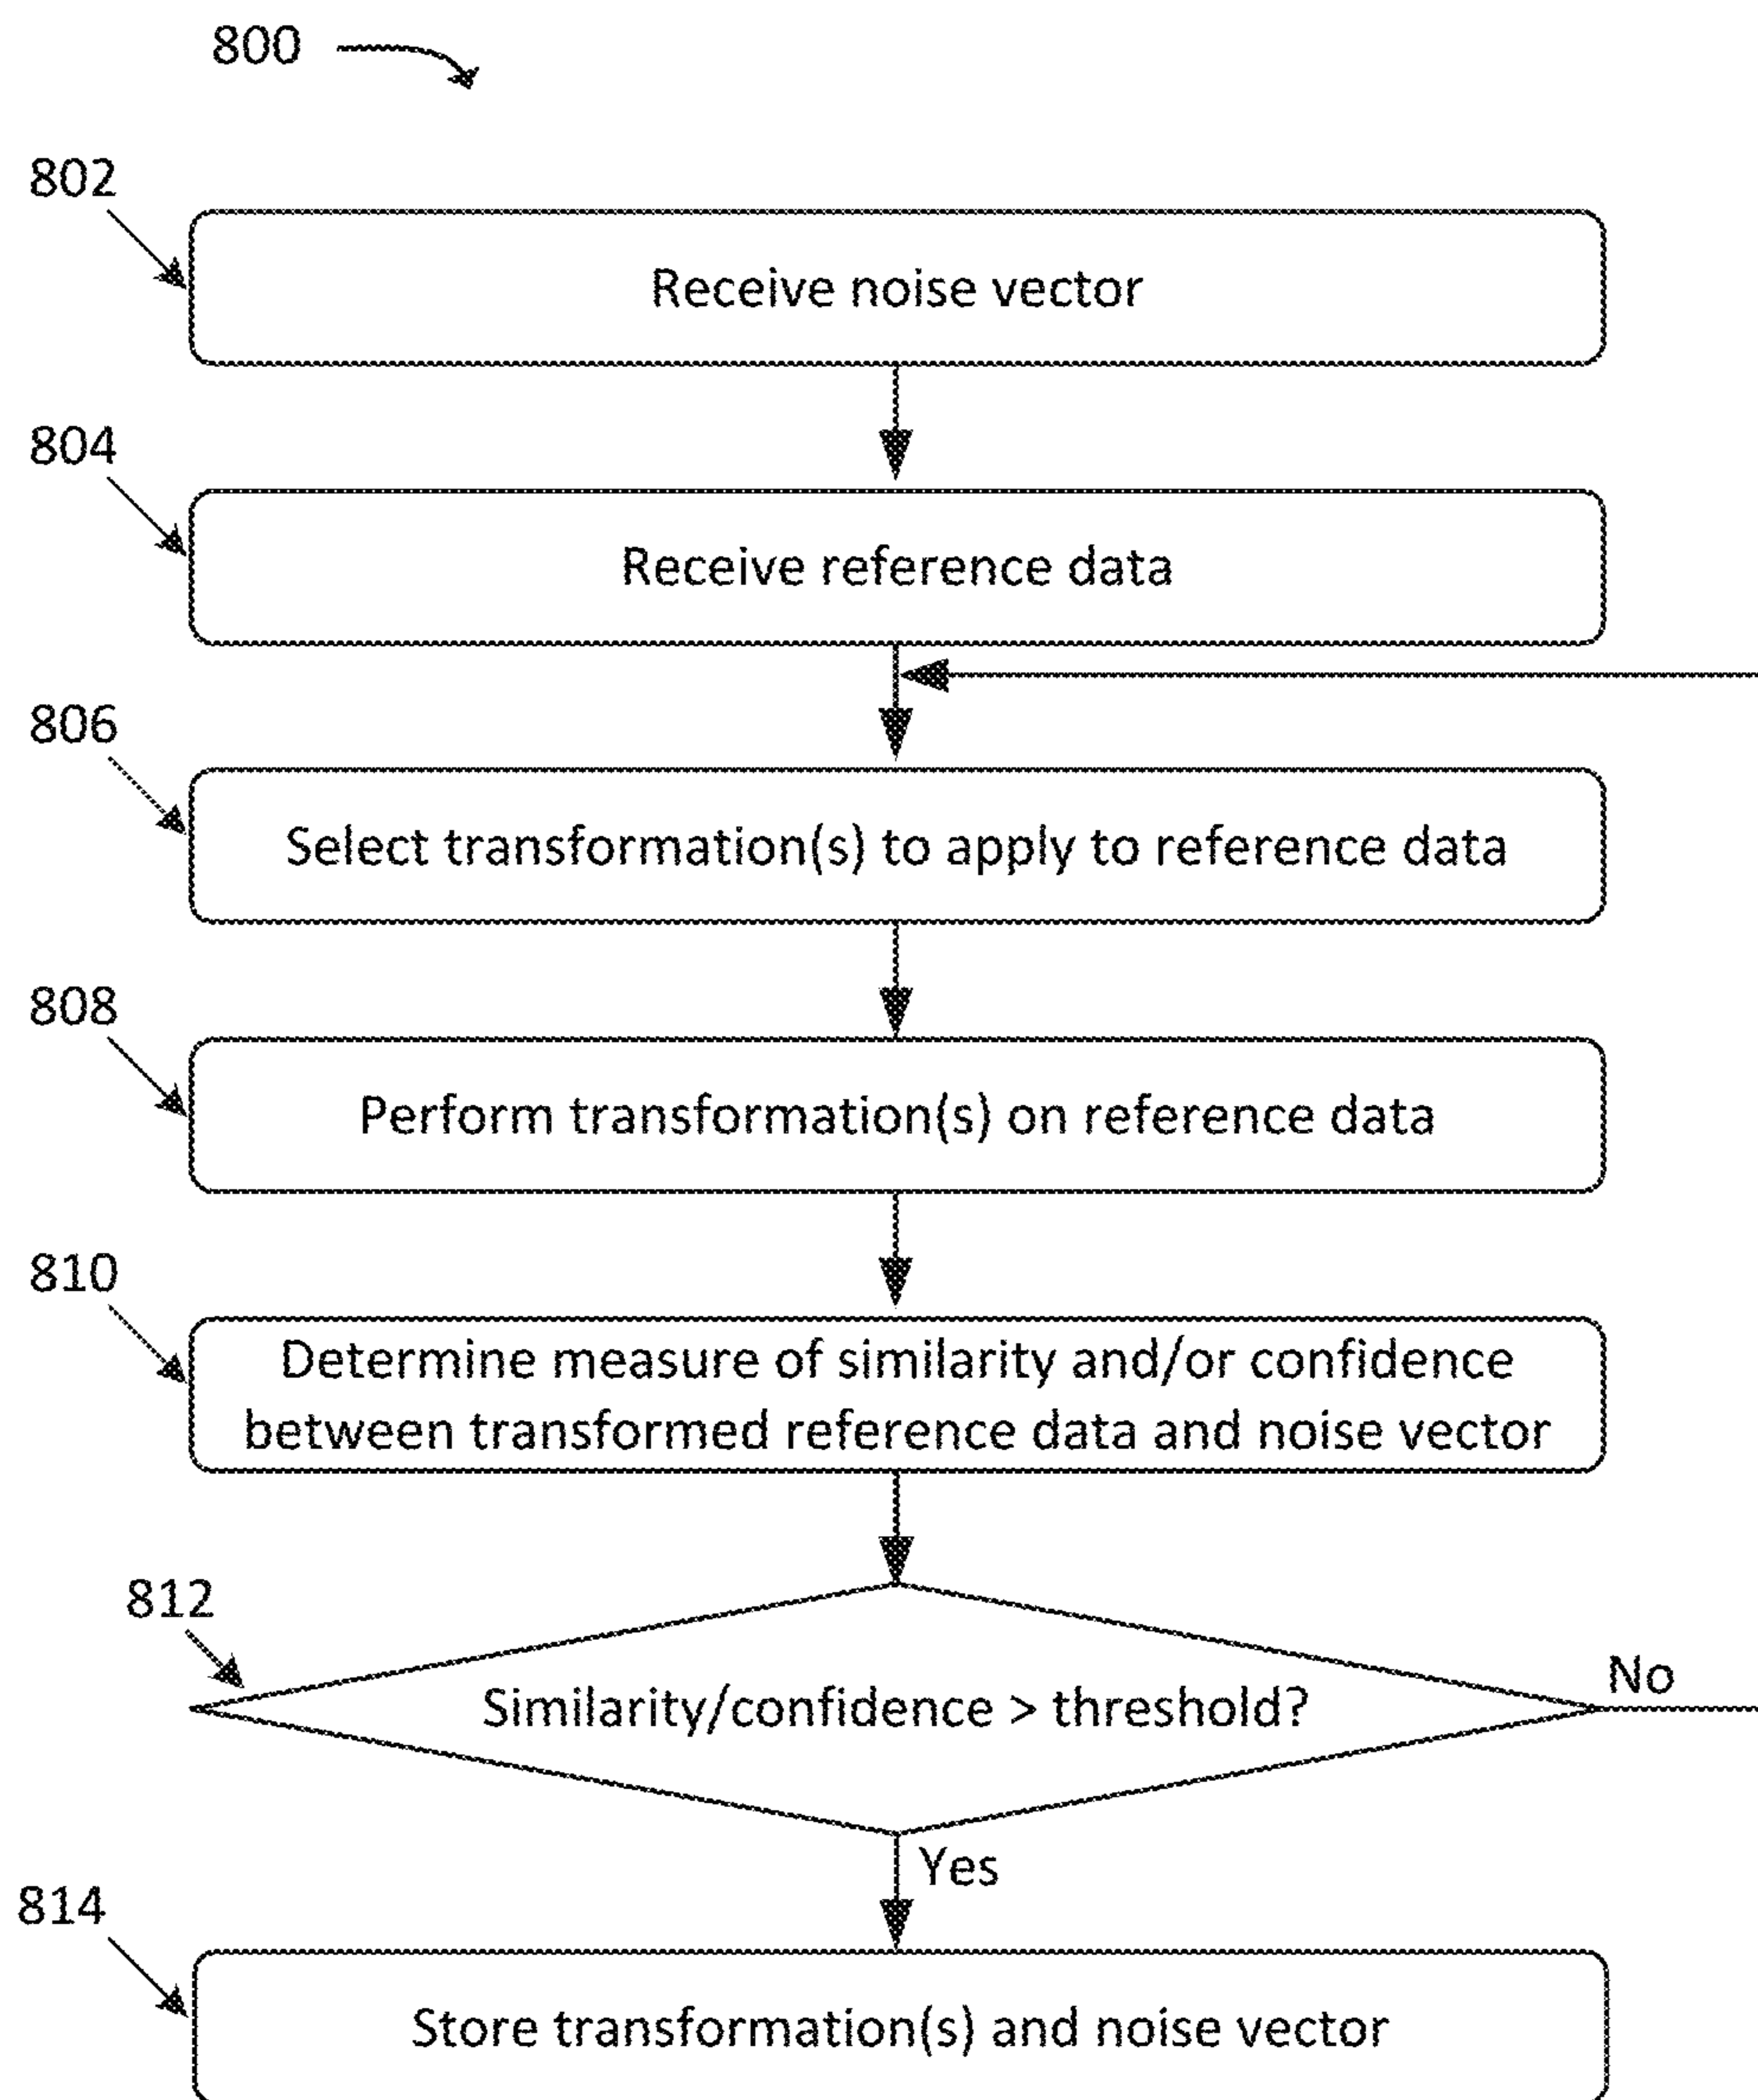 800
802
Receive noise vector
804
Receive reference data
806
Select transformation(s) to apply to reference data
808
Perform transformation(s) on reference data
810
Determine measure of similarity and/or confidence
between transformed reference data and noise vector
812
Similarity/confidence > threshold?
No
Yes
814
Store transformation(s) and noise vector